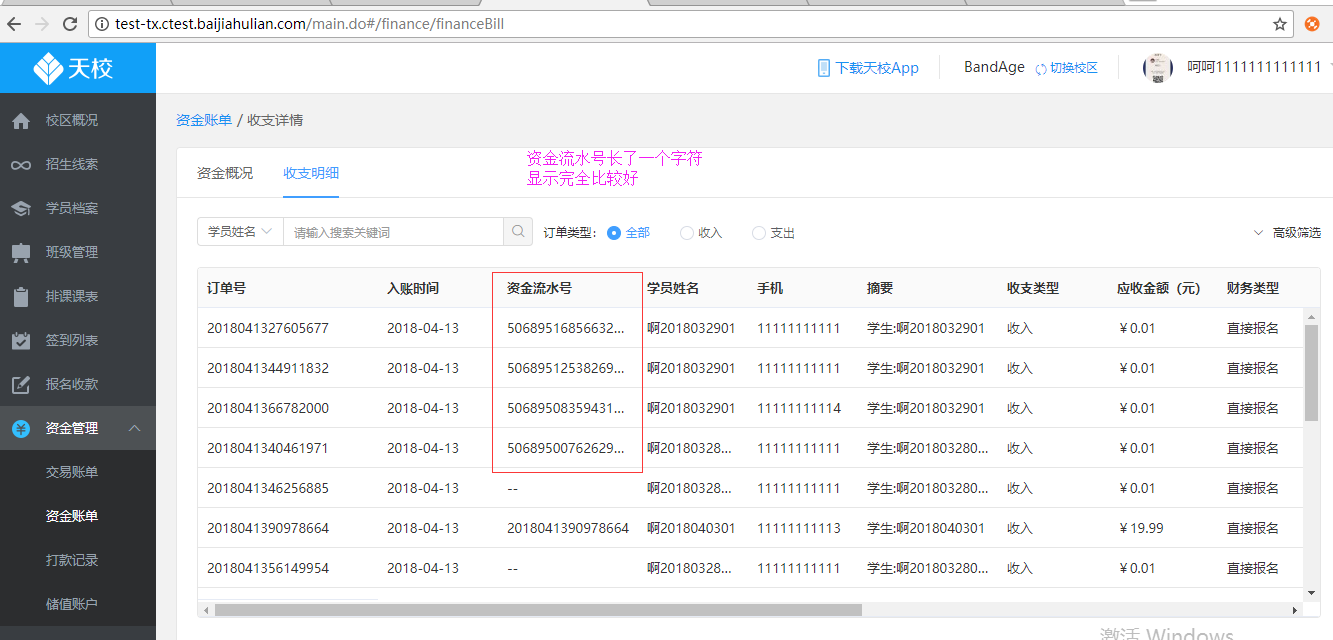 test-tx.ctest.baijiahulian.com/main.do#/finance/financeBill
天校
下载天校App
BandAge
切换校区
呵呵1111111111111
校区概况
招生线索
学员档案
班级管理
排课课表
签到列表
报名收款
资金管理
交易账单
资金账单
打款记录
储值账户
资金账单 / 收支详情
资金概况 收支明细
资金流水号长了一个字符
显示完全比较好
学员姓名 请输入搜索关键词 订单类型: 全部 收入 支出 高级筛选
订单号 入账时间 资金流水号 学员姓名 手机 摘要 收支类型 应收金额（元） 财务类型
2018041327605677 2018-04-13 50689516856632... 啊2018032901 11111111111 学生:啊2018032901 收入 ¥0.01 直接报名
2018041344911832 2018-04-13 50689512538269... 啊2018032901 11111111111 学生:啊2018032901 收入 ¥0.01 直接报名
2018041366782000 2018-04-13 50689508359431... 啊2018032901 11111111114 学生:啊2018032901 收入 ¥0.01 直接报名
2018041340461971 2018-04-13 50689500762629... 啊20180328... 11111111111 学生:啊201803280... 收入 ¥0.01 直接报名
2018041346256885 2018-04-13 -- 啊20180328... 11111111111 学生:啊201803280... 收入 ¥0.01 直接报名
2018041390978664 2018-04-13 2018041390978664 啊2018040301 11111111113 学生:啊2018040301 收入 ¥19.99 直接报名
2018041356149954 2018-04-13 -- 啊20180328... 11111111111 学生:啊201803280... 收入 ¥0.01 直接报名
激活 Windows